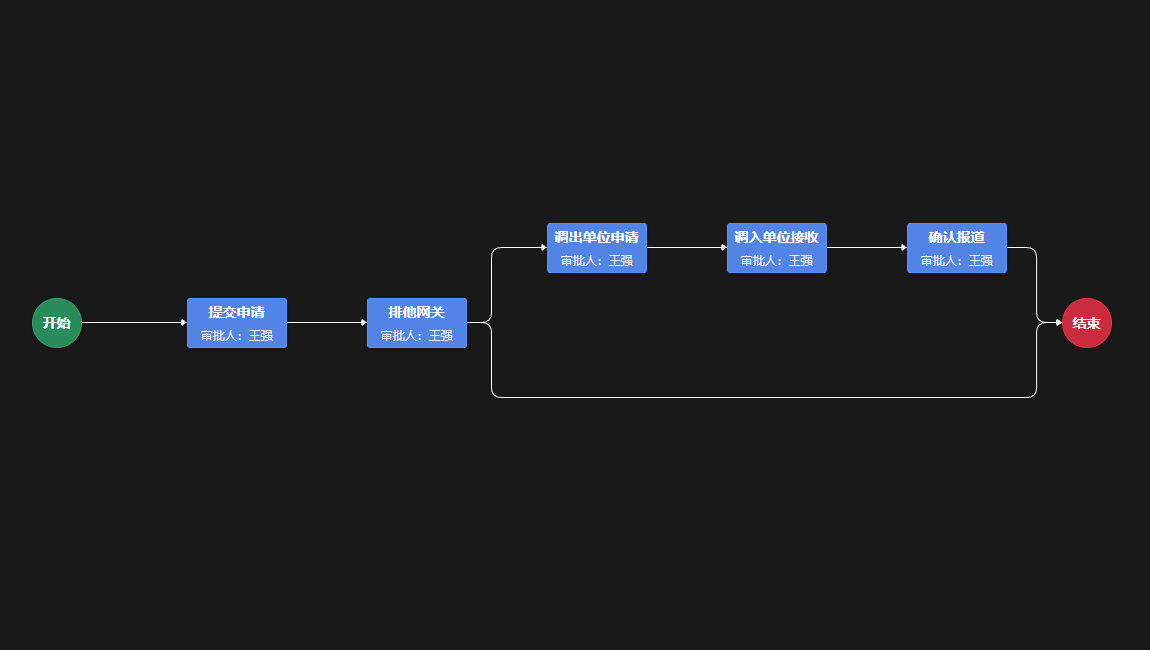 开始
提交申请
审批人：王强
排他网关
审批人：王强
调出单位申请
审批人：王强
调入单位接收
审批人：王强
确认报道
审批人：王强
结束